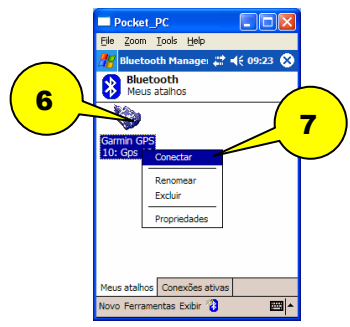 Pocket_PC
File Zoom Tools Help
Bluetooth Manager 09:23
Bluetooth
Meus atalhos
6
7
Garmin GPS
10: Gps
Conectar
Renomear
Excluir
Propriedades
Meus atalhos Conexões ativas
Novo Ferramentas Exibir